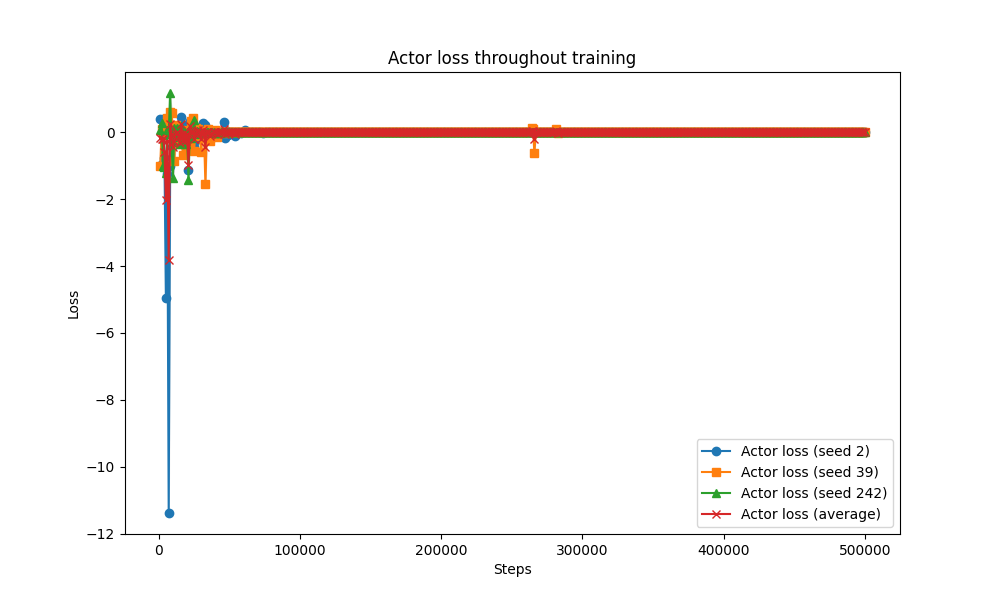 Actor loss throughout training
0
−2
−4
−6
−8
−10
−12
Loss
0
100000
200000
300000
400000
500000
Steps
Actor loss (seed 2)
Actor loss (seed 39)
Actor loss (seed 242)
Actor loss (average)